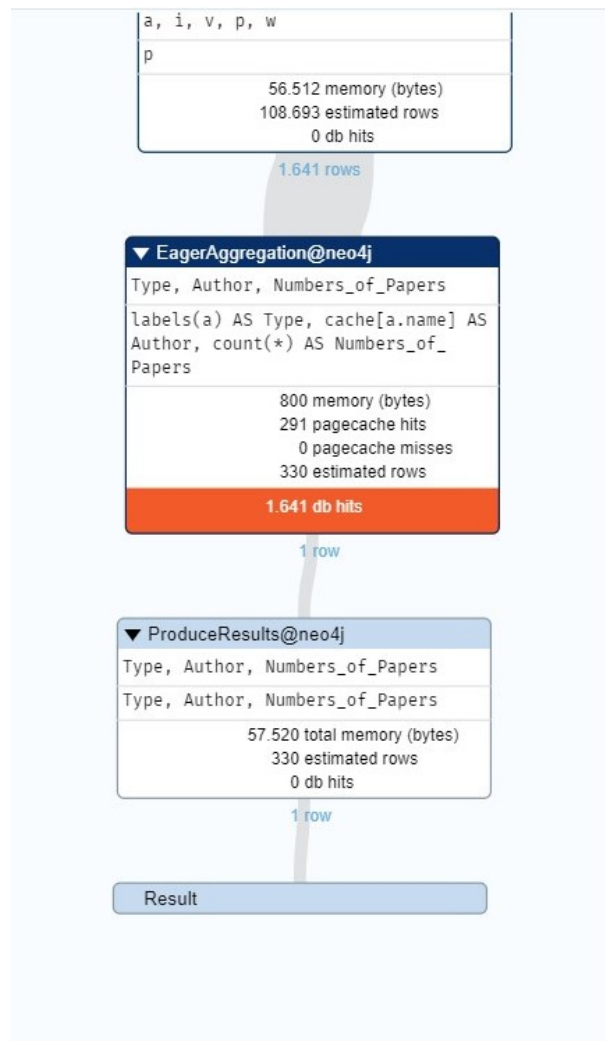 a, i, v, p, w
p
56.512 memory (bytes)
108.693 estimated rows
0 db hits
1.641 rows
▼ EagerAggregation@neo4j
Type, Author, Numbers_of_Papers
labels(a) AS Type, cache[a.name] AS
Author, count(*) AS Numbers_of_
Papers
800 memory (bytes)
291 pagecache hits
0 pagecache misses
330 estimated rows
1.641 db hits
1 row
▼ ProduceResults@neo4j
Type, Author, Numbers_of_Papers
Type, Author, Numbers_of_Papers
57.520 total memory (bytes)
330 estimated rows
0 db hits
1 row
Result